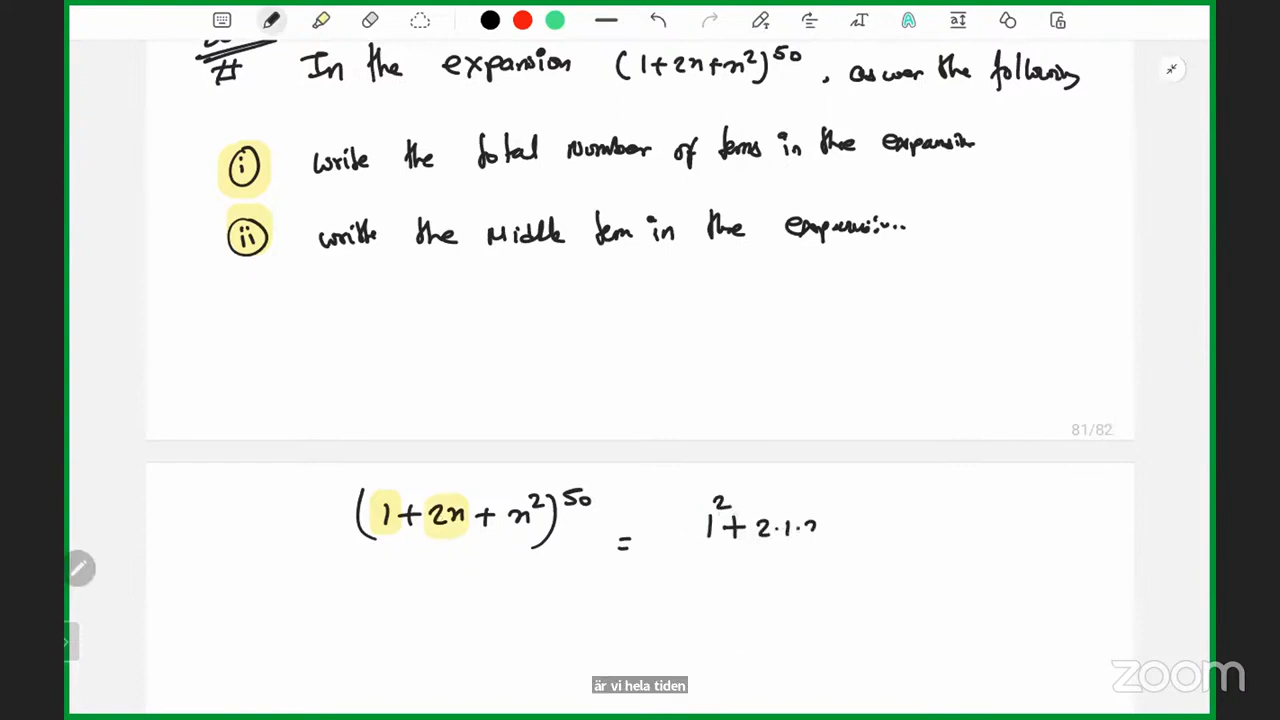 # In the expansion (1+2x+x²)⁵⁰, answer the following
i write the total number of terms in the expansion
ii write the Middle term in the expansion..
81/82
(1+2x+x²)⁵⁰ = 1²+2·1·
är vi hela tiden
zoom